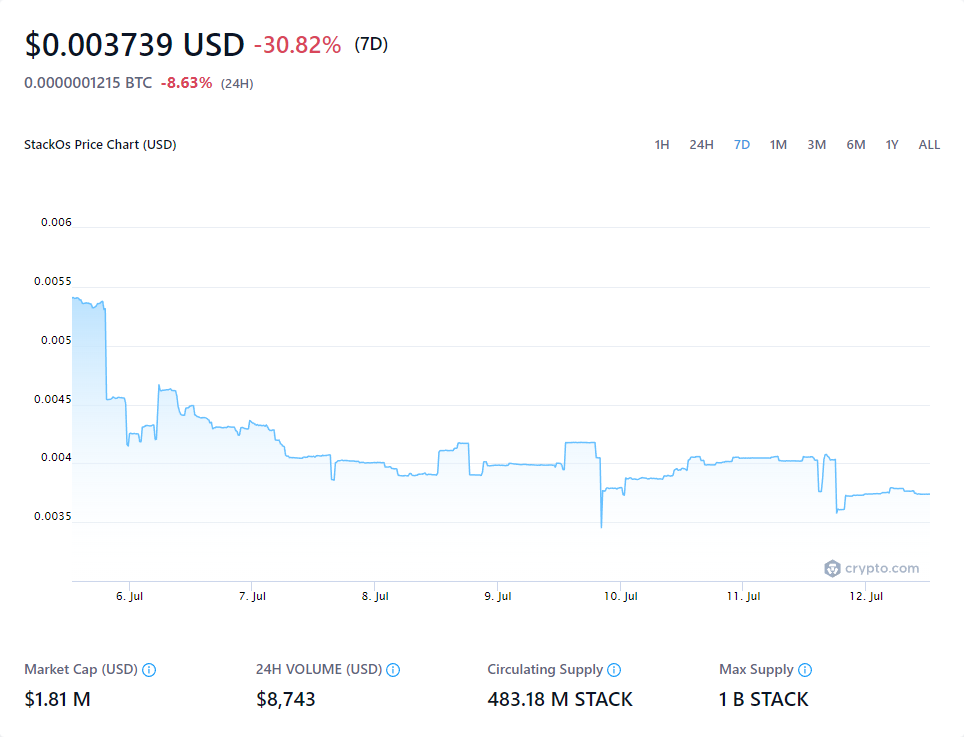 $0.003739 USD -30.82% (7D)
0.0000001215 BTC -8.63% (24H)
StackOs Price Chart (USD) 1H 24H 7D 1M 3M 6M 1Y ALL
0.006
0.0055
0.005
0.0045
0.004
0.0035
crypto.com
6. Jul 7. Jul 8. Jul 9. Jul 10. Jul 11. Jul 12. Jul
Market Cap (USD) 24H VOLUME (USD) Circulating Supply Max Supply
$1.81 M $8,743 483.18 M STACK 1 B STACK